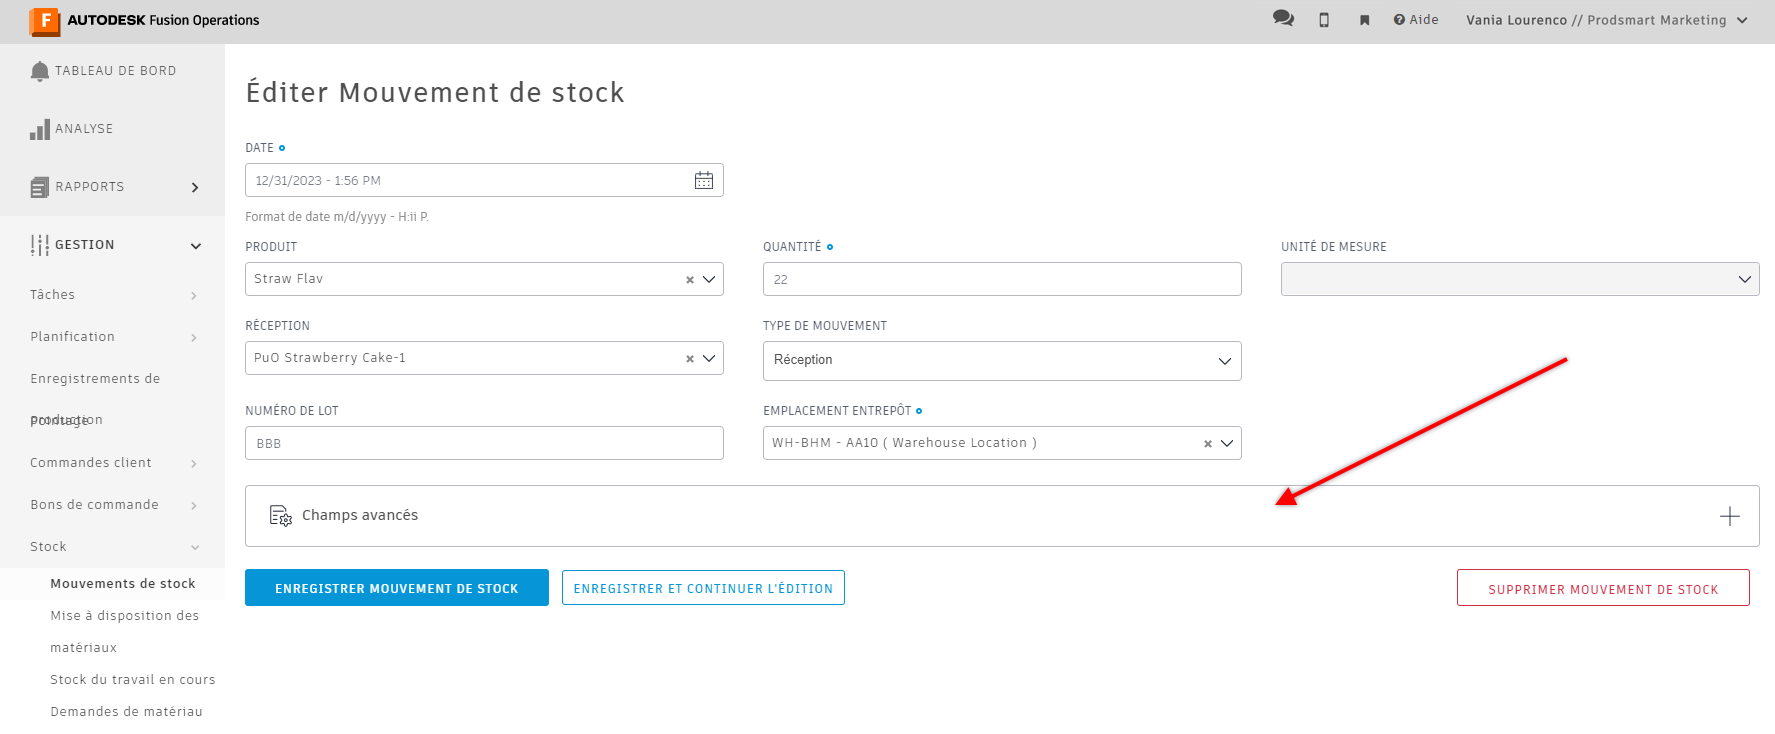 F AUTODESK Fusion Operations
Aide
Vania Lourenco // Prodsmart Marketing
TABLEAU DE BORD
ANALYSE
RAPPORTS
GESTION
Tâches
Planification
Enregistrements de
production
Pointage
Commandes client
Bons de commande
Stock
Mouvements de stock
Mise à disposition des
matériaux
Stock du travail en cours
Demandes de matériau
Éditer Mouvement de stock
DATE
12/31/2023 - 1:56 PM
Format de date m/d/yyyy - H:ii P.
PRODUIT
Straw Flav
QUANTITÉ
22
UNITÉ DE MESURE
RÉCEPTION
PuO Strawberry Cake-1
TYPE DE MOUVEMENT
Réception
NUMÉRO DE LOT
BBB
EMPLACEMENT ENTREPÔT
WH-BHM - AA10 ( Warehouse Location )
Champs avancés
ENREGISTRER MOUVEMENT DE STOCK
ENREGISTRER ET CONTINUER L'ÉDITION
SUPPRIMER MOUVEMENT DE STOCK